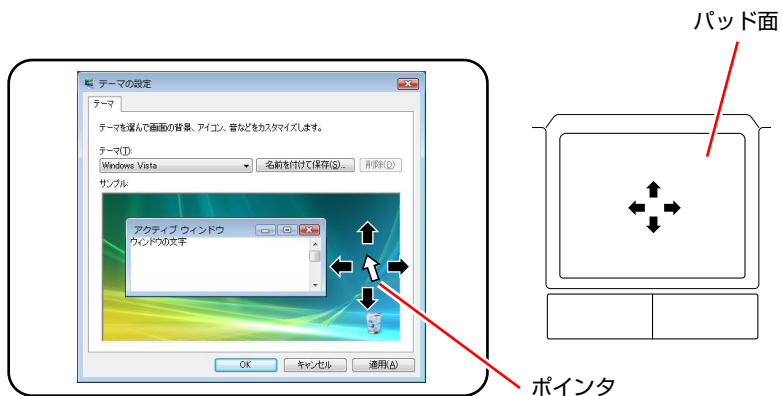 パッド面
テーマの設定
テーマ
テーマを選んで画面の背景、アイコン、音などをカスタマイズします。
テーマ(T):
Windows Vista
名前を付けて保存(S)...
削除(D)
サンプル:
アクティブ ウィンドウ
ウィンドウの文字
OK
キャンセル
適用(A)
ポインタ